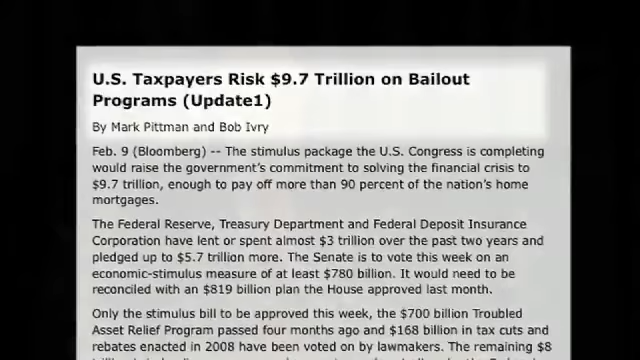 U.S. Taxpayers Risk $9.7 Trillion on Bailout
Programs (Update1)
By Mark Pittman and Bob Ivry
Feb. 9 (Bloomberg) -- The stimulus package the U.S. Congress is completing
would raise the government's commitment to solving the financial crisis to
$9.7 trillion, enough to pay off more than 90 percent of the nation's home
mortgages.
The Federal Reserve, Treasury Department and Federal Deposit Insurance
Corporation have lent or spent almost $3 trillion over the past two years and
pledged up to $5.7 trillion more. The Senate is to vote this week on an
economic-stimulus measure of at least $780 billion. It would need to be
reconciled with an $819 billion plan the House approved last month.
Only the stimulus bill to be approved this week, the $700 billion Troubled
Asset Relief Program passed four months ago and $168 billion in tax cuts and
rebates enacted in 2008 have been voted on by lawmakers. The remaining $8